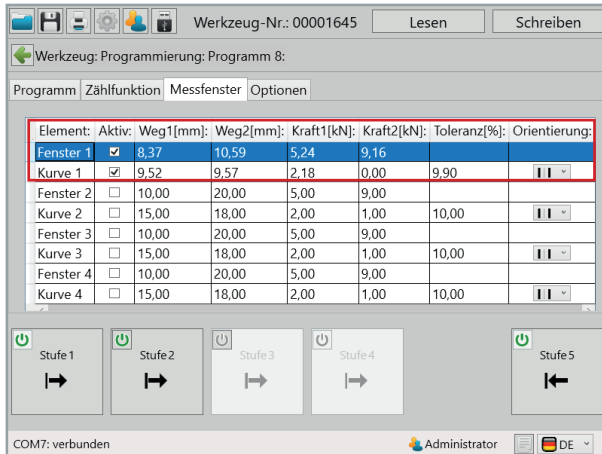 Werkzeug-Nr.: 00001645 Lesen Schreiben
Werkzeug: Programmierung: Programm 8:
Programm Zählfunktion Messfenster Optionen
Element: Aktiv: Weg1[mm]: Weg2[mm]: Kraft1[kN]: Kraft2[kN]: Toleranz[%]: Orientierung:
Fenster 1 8,37 10,59 5,24 9,16
Kurve 1 9,52 9,57 2,18 0,00 9,90
Fenster 2 10,00 20,00 5,00 9,00
Kurve 2 15,00 18,00 2,00 1,00 10,00
Fenster 3 10,00 20,00 5,00 9,00
Kurve 3 15,00 18,00 2,00 1,00 10,00
Fenster 4 10,00 20,00 5,00 9,00
Kurve 4 15,00 18,00 2,00 1,00 10,00
Stufe 1 Stufe 2 Stufe 3 Stufe 4 Stufe 5
COM7: verbunden Administrator DE